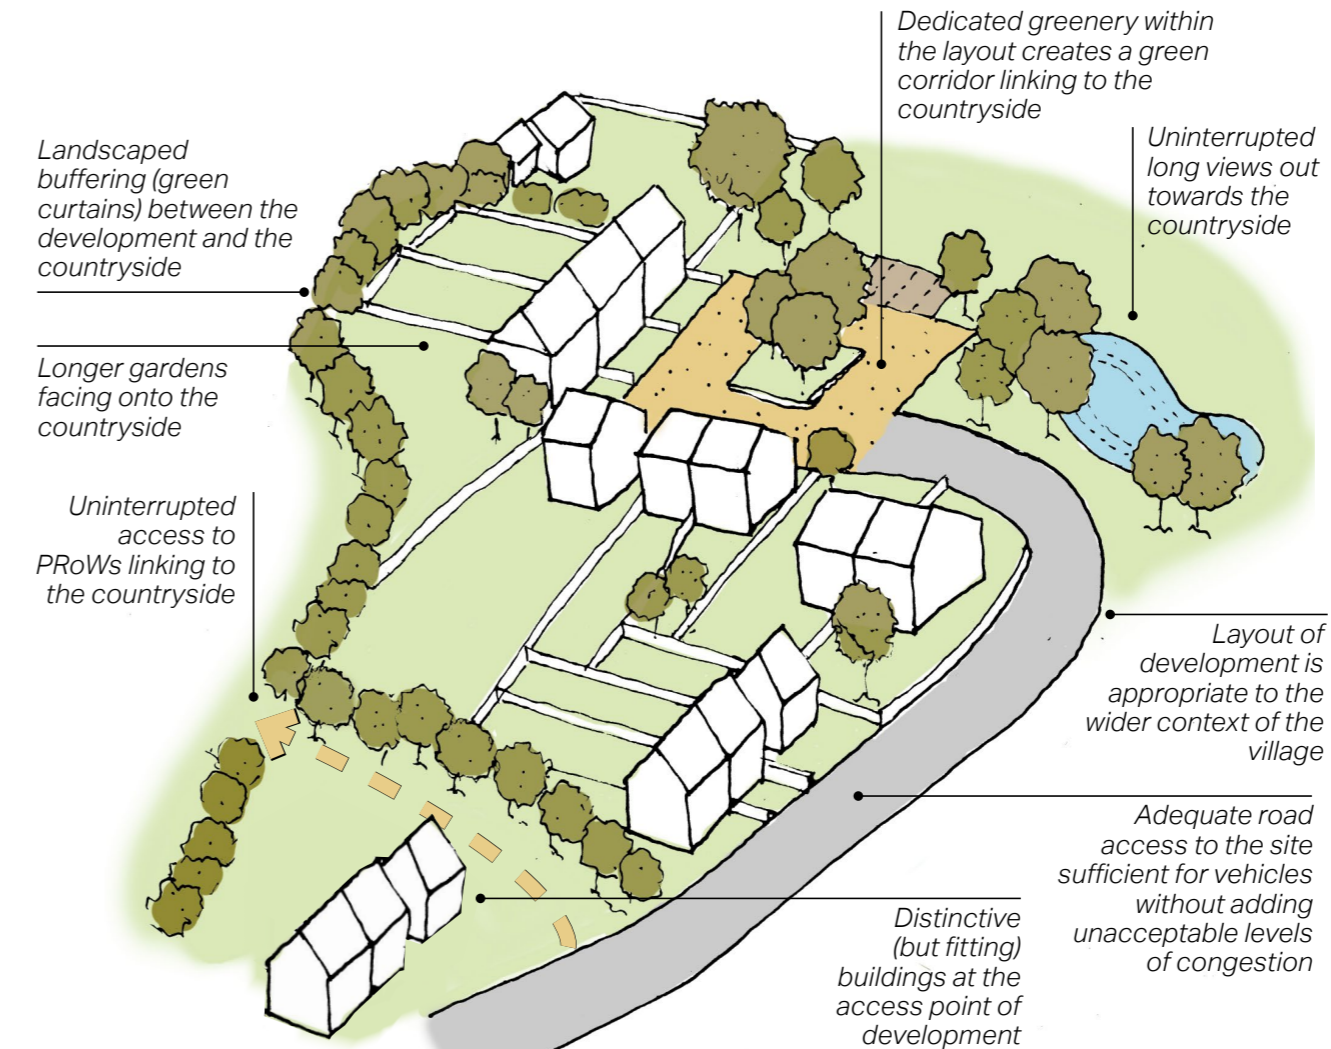 Dedicated greenery within
the layout creates a green
corridor linking to the
countryside
Landscaped
buffering (green
curtains) between the
development and the
countryside
Uninterrupted
long views out
towards the
countryside
Longer gardens
facing onto the
countryside
Uninterrupted
access to
PRoWs linking to
the countryside
Layout of
development is
appropriate to the
wider context of the
village
Adequate road
access to the site
sufficient for vehicles
without adding
unacceptable levels
of congestion
Distinctive
(but fitting)
buildings at the
access point of
development